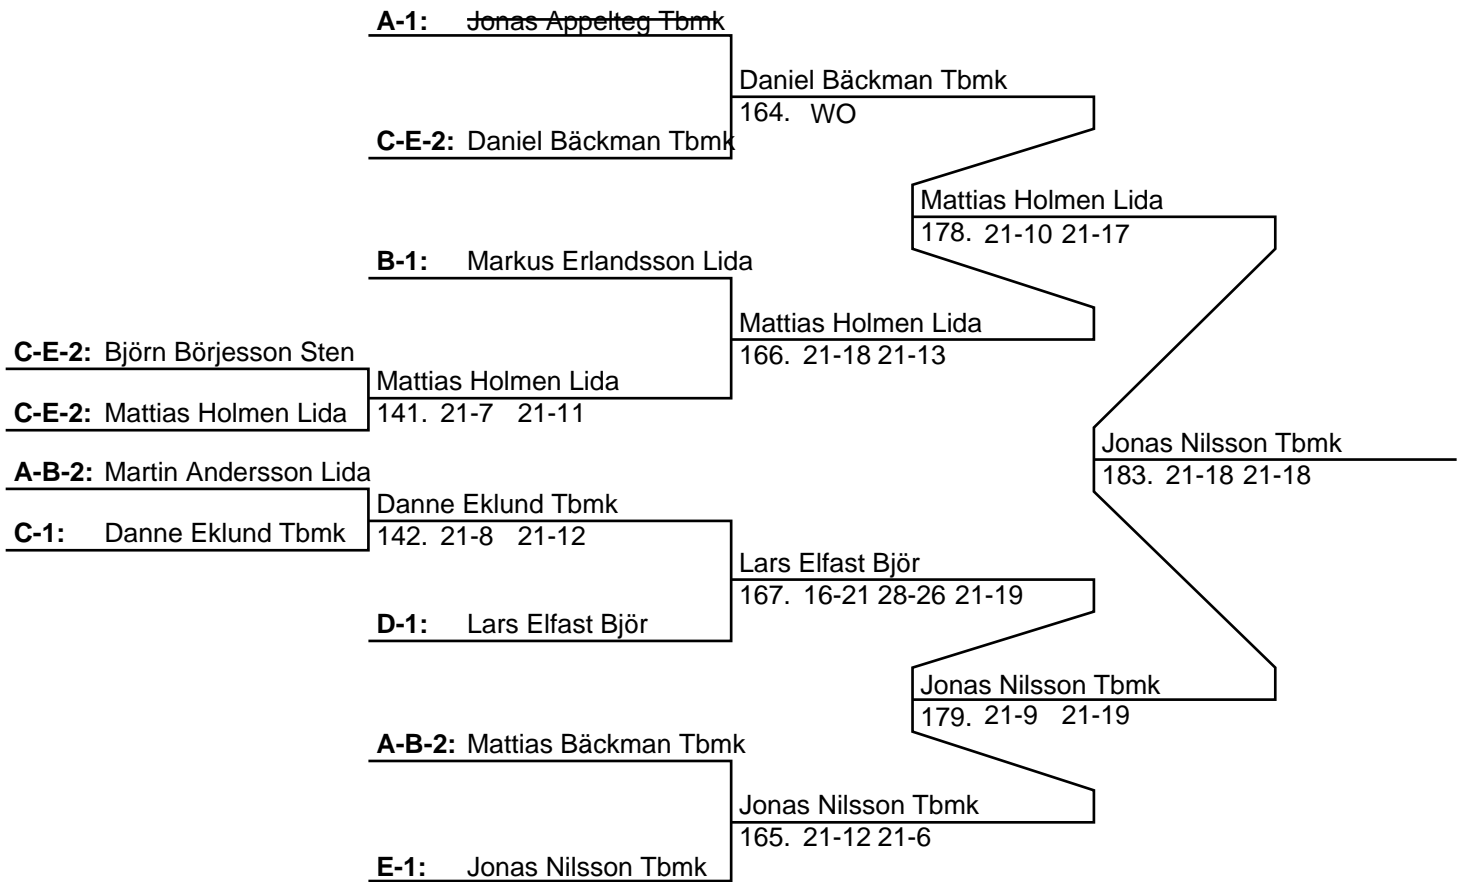 A-1: Jonas Appelteg Tbmk
Daniel Bäckman Tbmk
164. WO
C-E-2: Daniel Bäckman Tbmk
Mattias Holmen Lida
178. 21-10 21-17
B-1: Markus Erlandsson Lida
Mattias Holmen Lida
166. 21-18 21-13
C-E-2: Björn Börjesson Sten
Mattias Holmen Lida
141. 21-7 21-11
C-E-2: Mattias Holmen Lida
Jonas Nilsson Tbmk
183. 21-18 21-18
A-B-2: Martin Andersson Lida
Danne Eklund Tbmk
142. 21-8 21-12
C-1: Danne Eklund Tbmk
Lars Elfast Björ
167. 16-21 28-26 21-19
D-1: Lars Elfast Björ
Jonas Nilsson Tbmk
179. 21-9 21-19
A-B-2: Mattias Bäckman Tbmk
Jonas Nilsson Tbmk
165. 21-12 21-6
E-1: Jonas Nilsson Tbmk